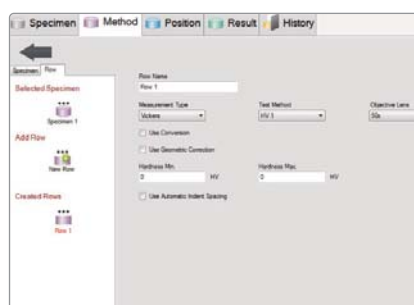 Specimen Method Position Result History
Specimen Row
Selected Specimen
Specimen 1
Add Row
New Row
Created Rows
Row 1
Row Name
Row 1
Measurement Type Test Method Objective Lens
Vickers HV 1 50x
Use Conversion
Use Geometric Correction
Hardness Min. Hardness Max.
0 HV 0 HV
Use Automatic Indent Spacing